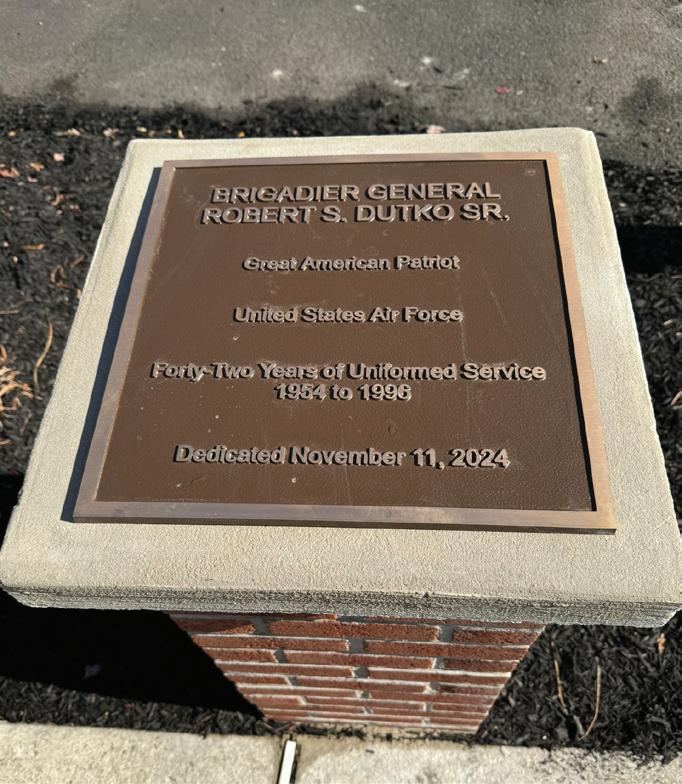 BRIGADIER GENERAL
ROBERT S. DUTKO SR.
Great American Patriot
United States Air Force
Forty-Two Years of Uniformed Service
1954 to 1996
Dedicated November 11, 2024